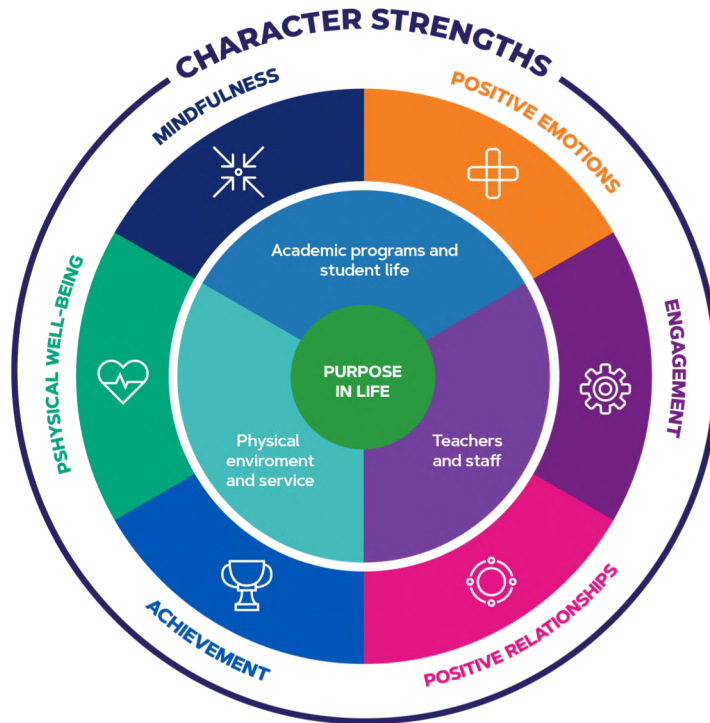 CHARACTER STRENGTHS
MINDFULNESS
POSITIVE EMOTIONS
PSHYSICAL WELL-BEING
ENGAGEMENT
ACHIEVEMENT
POSITIVE RELATIONSHIPS
Academic programs and
student life
PURPOSE
IN LIFE
Physical
enviroment
and service
Teachers
and staff